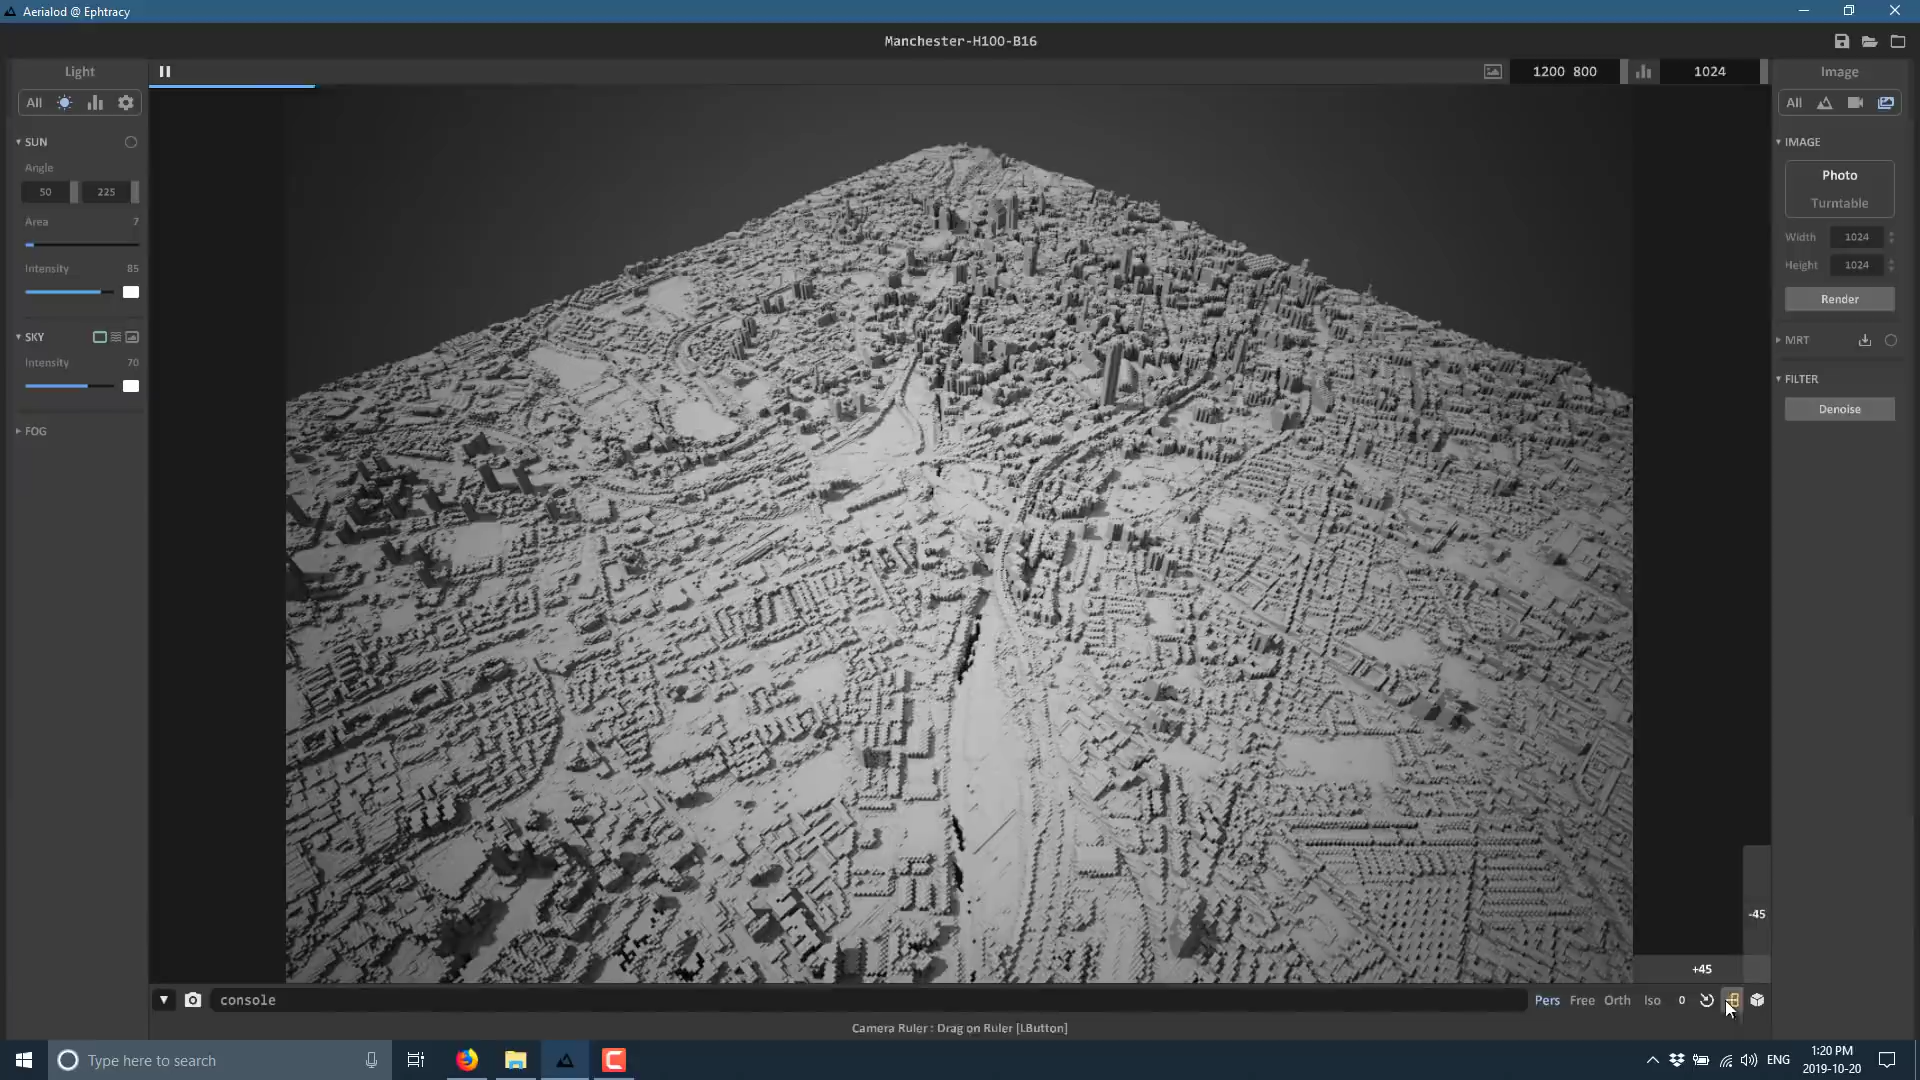 Aerialod @ Ephtracy
Manchester-H100-B16
Light
1200 800
1024
Image
All
All
SUN
IMAGE
Angle
Photo
50
225
Turntable
Area
7
Width
1024
Intensity
85
Height
1024
Render
SKY
MRT
Intensity
70
FILTER
Denoise
FOG
-45
+45
console
Pers
Free
Orth
Iso
0
Camera Ruler : Drag on Ruler [LButton]
Type here to search
ENG
1:20 PM
2019-10-20